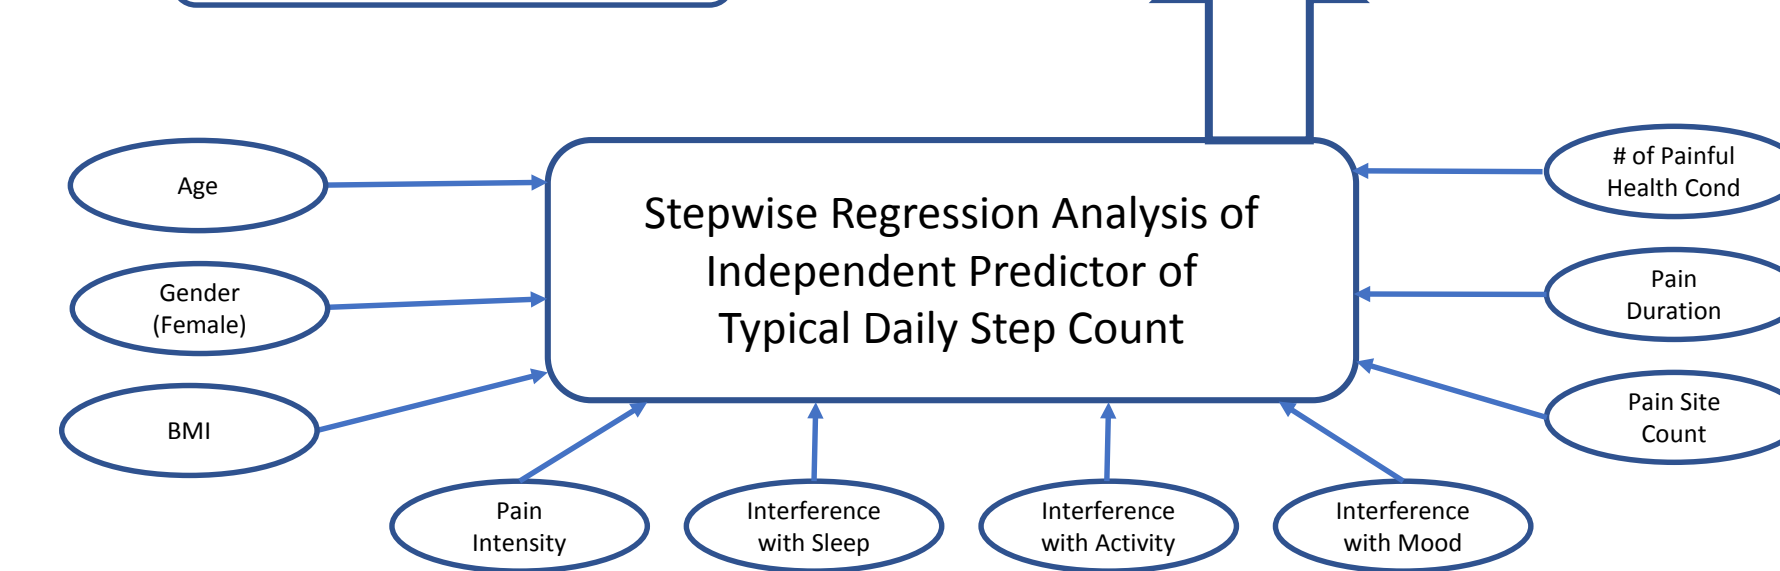 Age
Gender
(Female)
BMI
Stepwise Regression Analysis of
Independent Predictor of
Typical Daily Step Count
# of Painful
Health Cond
Pain
Duration
Pain Site
Count
Pain
Intensity
Interference
with Sleep
Interference
with Activity
Interference
with Mood